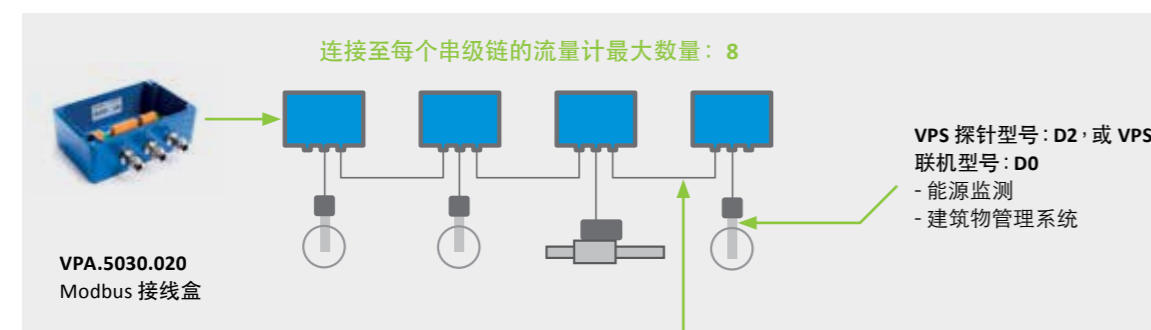 连接至每个串级链的流量计最大数量：8
VPS 探针型号：D2，或 VPS
联机型号：D0
- 能源监测
- 建筑物管理系统
VPA.5030.020
Modbus 接线盒